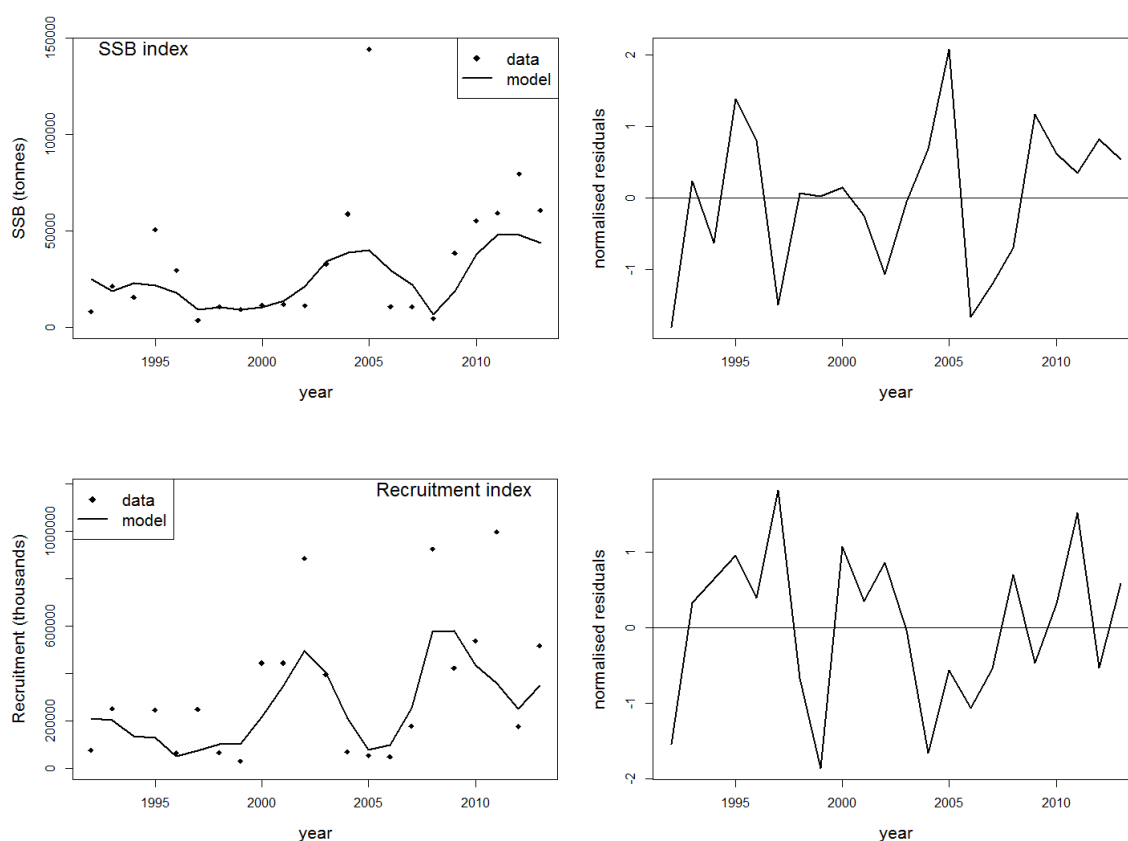 SSB index
data
model
SSB (tonnes)
150000
100000
50000
0
1995 2000 2005 2010
year
normalised residuals
2
1
0
-1
1995 2000 2005 2010
year
Recruitment index
data
model
Recruitment (thousands)
1000000
600000
400000
200000
0
1995 2000 2005 2010
year
normalised residuals
1
0
-1
-2
1995 2000 2005 2010
year